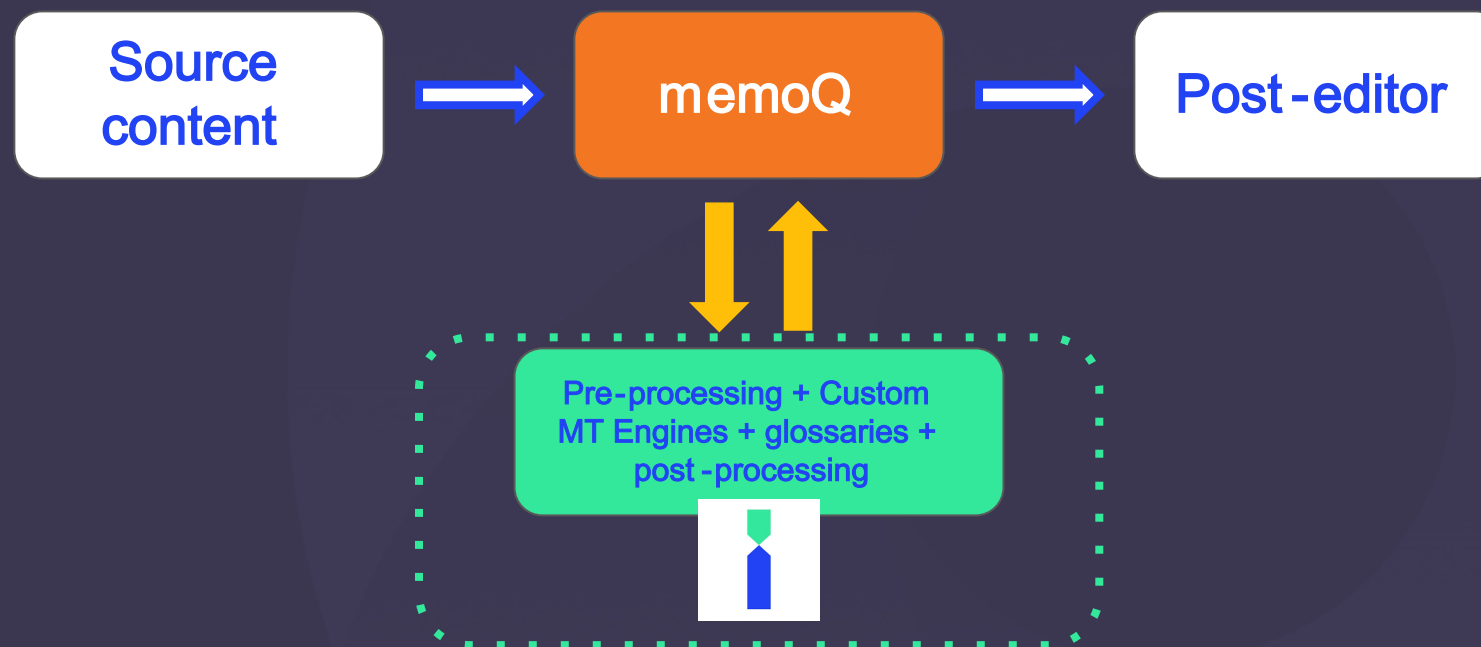 Source
content
memoQ
Post-editor
Pre-processing + Custom
MT Engines + glossaries +
post-processing